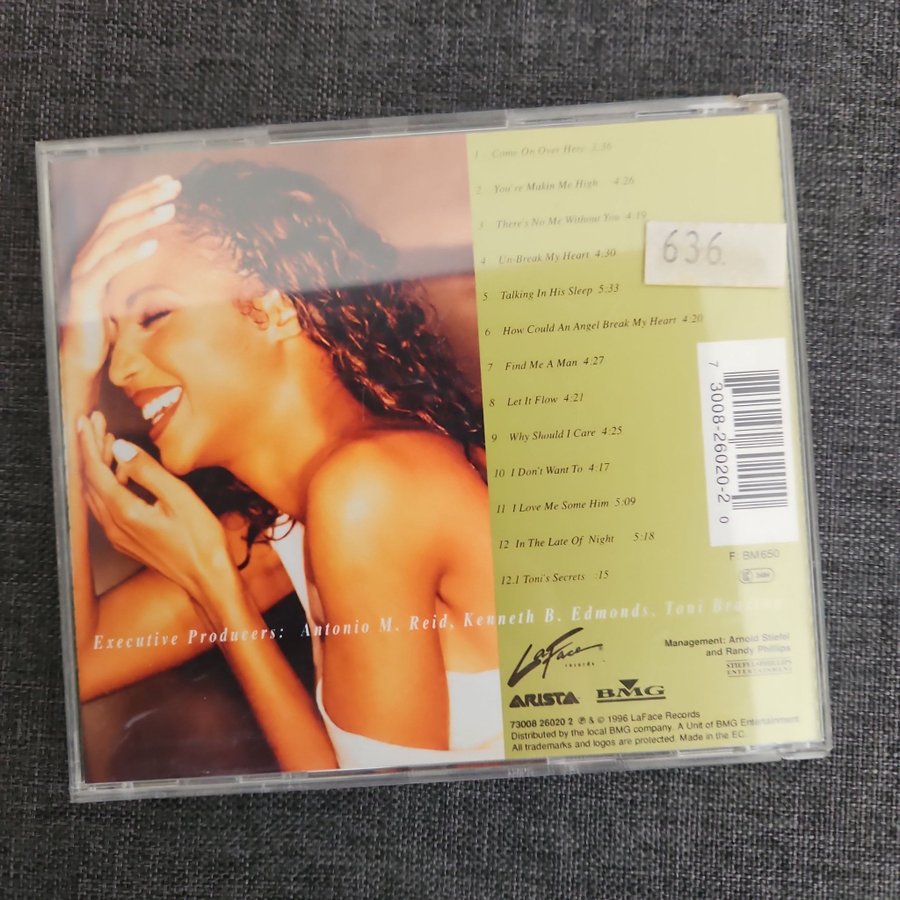 1 Come On Over Here 3.36
2 You're Makin Me High 4.26
3 There's No Me Without You 4.19
4 Un-Break My Heart 4.30
636
5 Talking In His Sleep 5:33
6 How Could An Angel Break My Heart 4:20
7 Find Me A Man 4:27
8 Let It Flow 4:21
9 Why Should I Care 4:25
10 I Don't Want To 4:17
11 I Love Me Some Him 5:09
12 In The Late Of Night 5:18
12.1 Toni's Secrets :15
7 3008-26020-2 0
F: BM650
Executive Producers: Antonio M. Reid, Kenneth B. Edmonds, Toni Braxton
LaFace
records
Management: Arnold Stiefel
and Randy Phillips
STIEFEL+PHILLIPS
ENTERTAINMENT
ARISTA BMG
73008 26020 2 ℗ & © 1996 LaFace Records
Distributed by the local BMG company. A Unit of BMG Entertainment
All trademarks and logos are protected. Made in the EC.